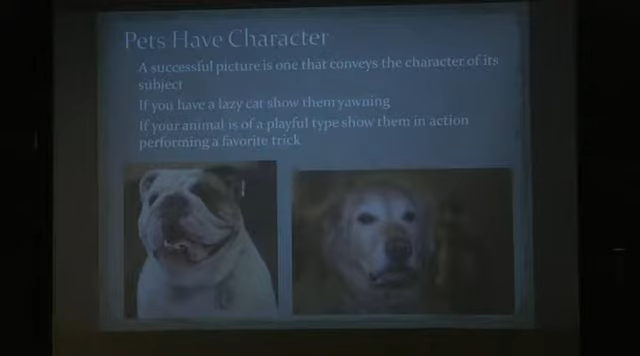 Pets Have Character
A successful picture is one that conveys the character of its
subject
If you have a lazy cat show them yawning
If your animal is of a playful type show them in action
performing a favorite trick